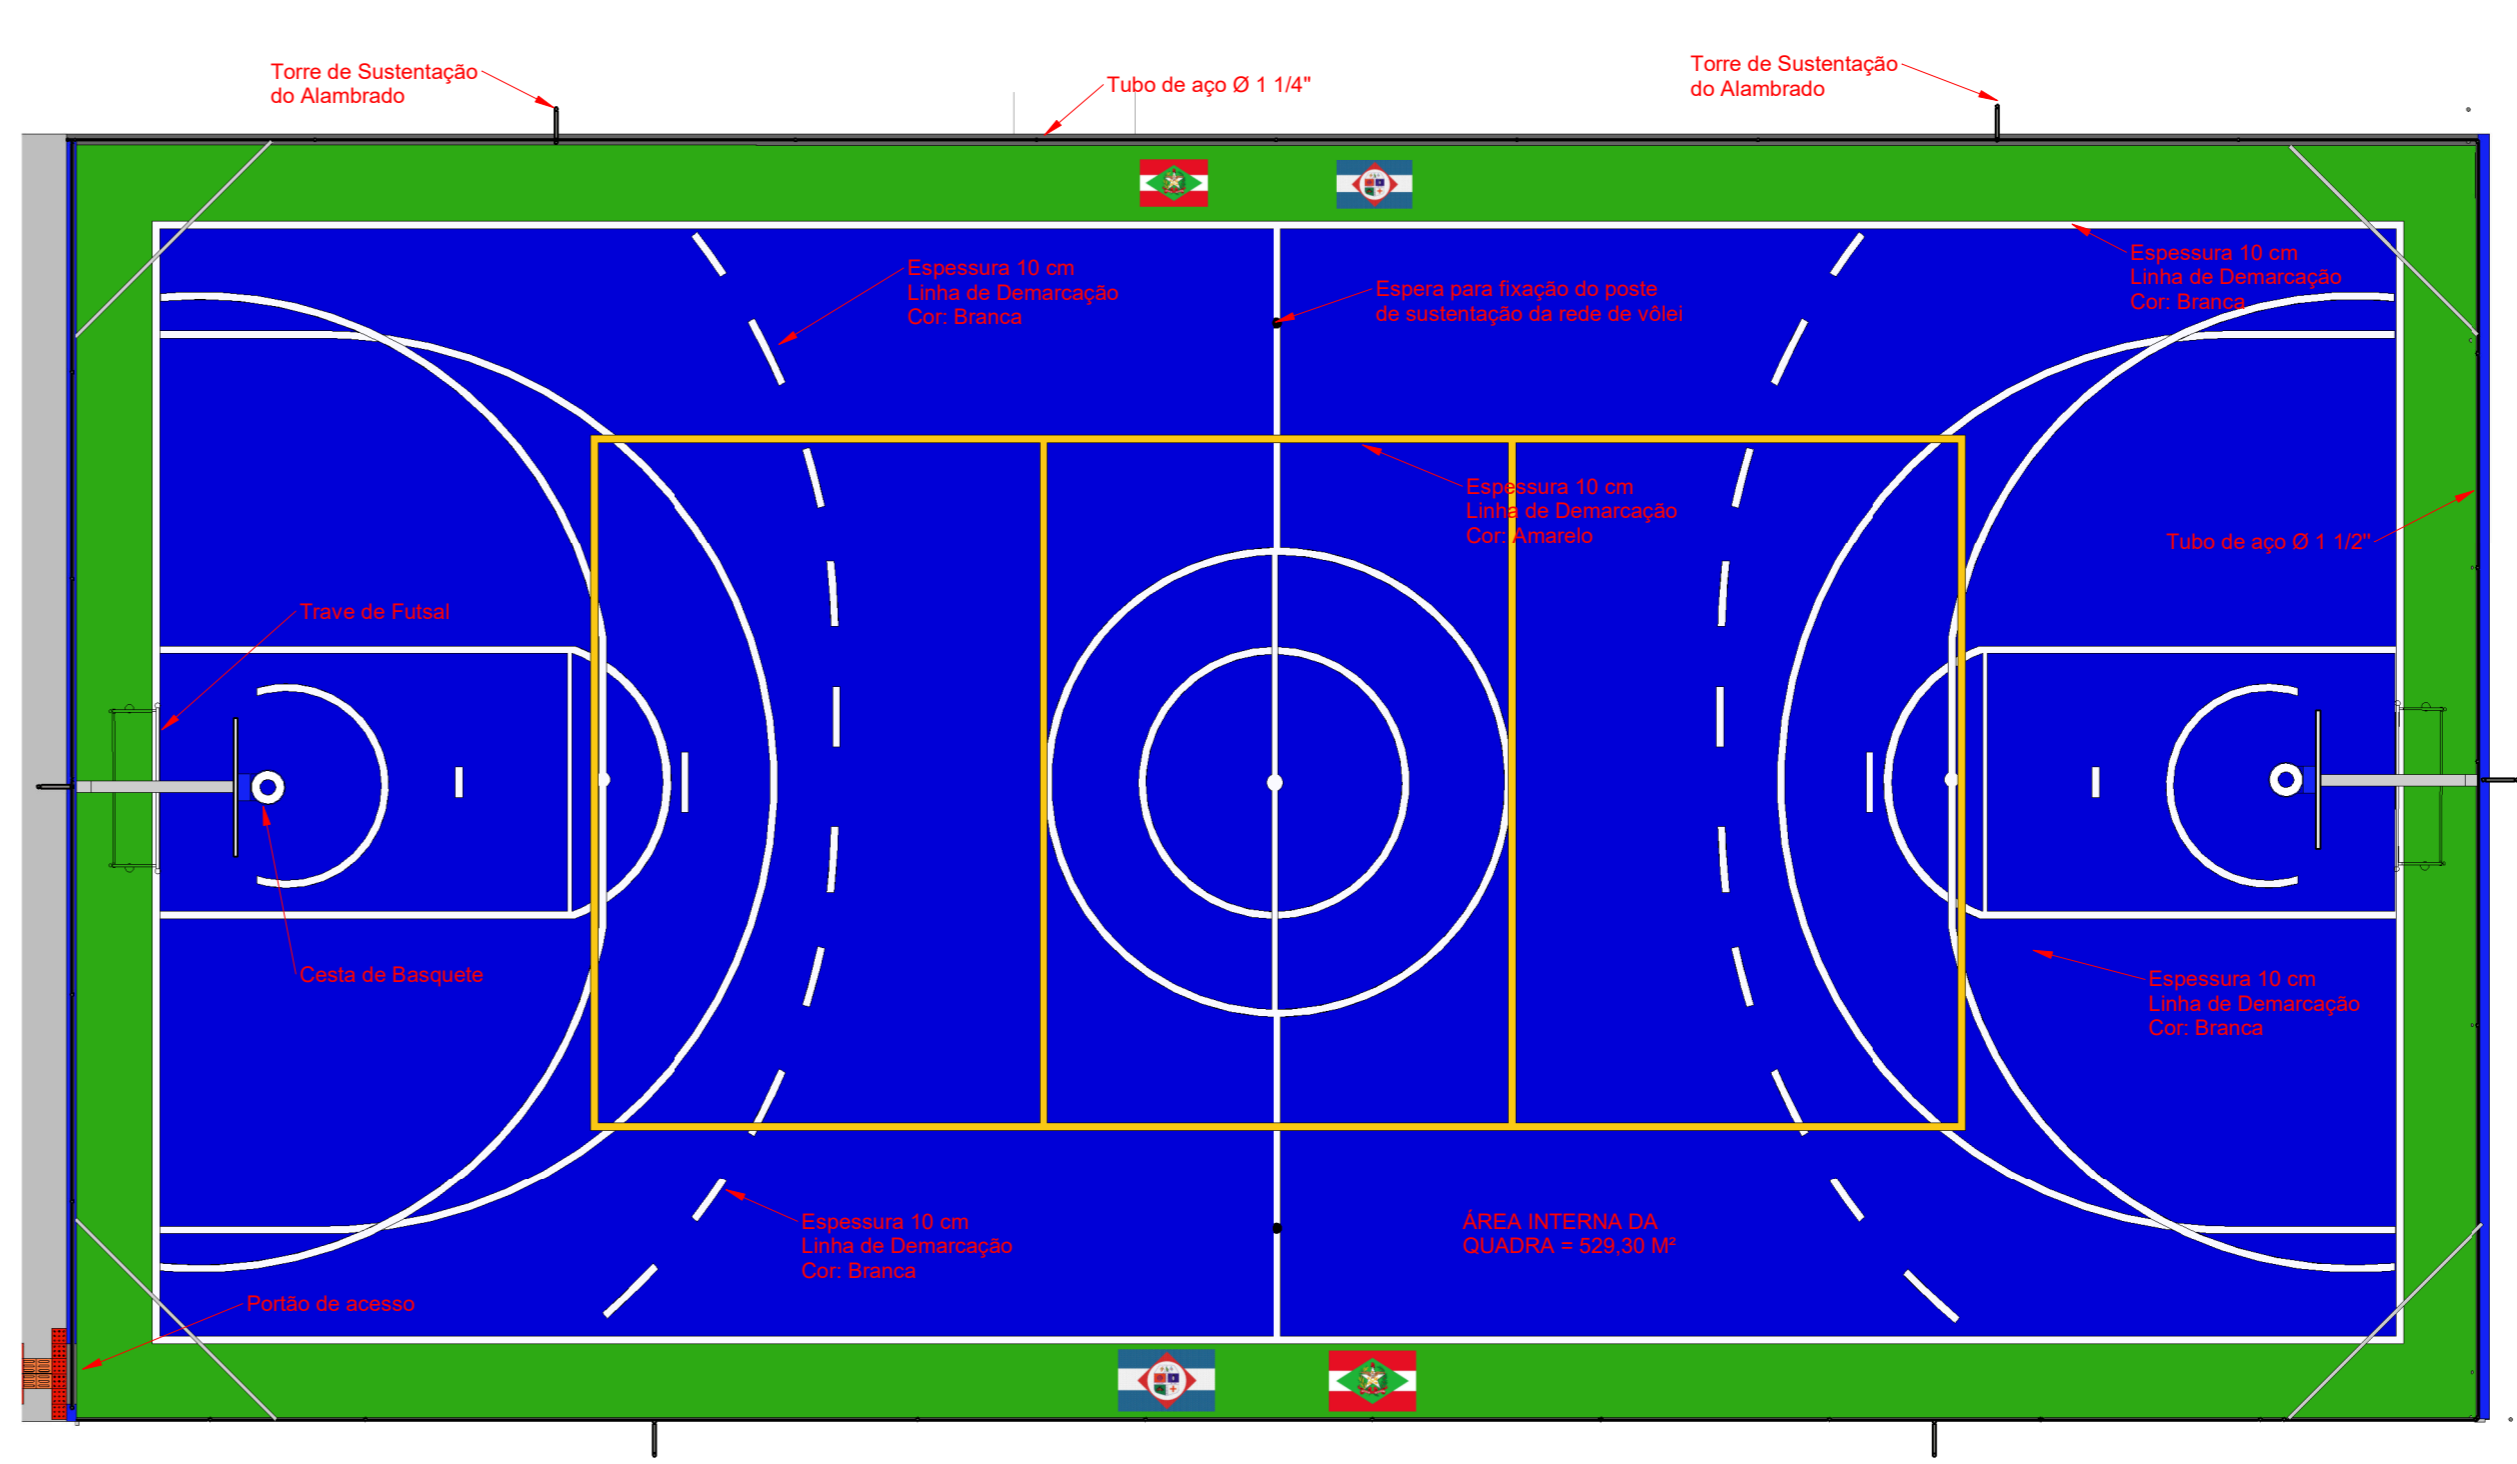 Torre de Sustentação
do Alambrado
Tubo de aço Ø 1 1/4"
Torre de Sustentação
do Alambrado
Espessura 10 cm
Linha de Demarcação
Cor: Branca
Espera para fixação do poste
de sustentação da rede de vôlei
Espessura 10 cm
Linha de Demarcação
Cor: Branca
Espessura 10 cm
Linha de Demarcação
Cor: Amarelo
Tubo de aço Ø 1 1/2"
Trave de Futsal
Cesta de Basquete
Espessura 10 cm
Linha de Demarcação
Cor: Branca
Espessura 10 cm
Linha de Demarcação
Cor: Branca
ÁREA INTERNA DA
QUADRA = 529,30 M²
Portão de acesso